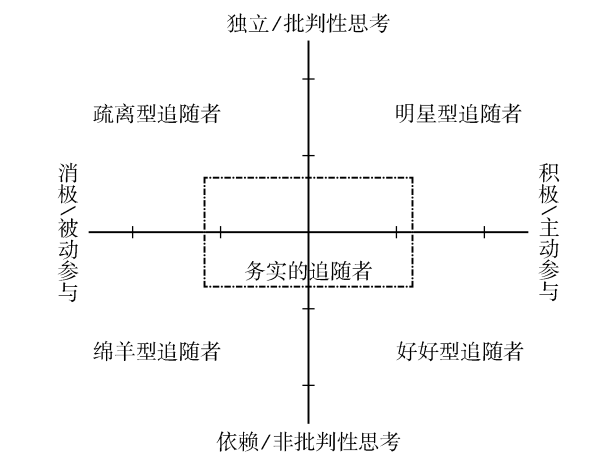 独立/批判性思考
疏离型追随者
明星型追随者
消极/被动参与
积极/主动参与
务实的追随者
绵羊型追随者
好好型追随者
依赖/非批判性思考